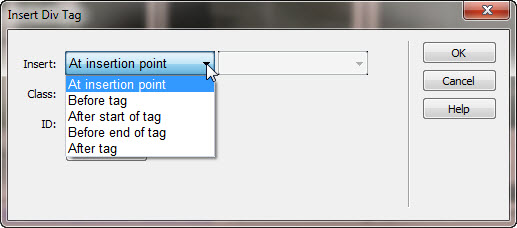 Insert Div Tag
Insert: At insertion point
OK
At insertion point
Class:
Before tag
Cancel
After start of tag
Help
ID:
Before end of tag
After tag